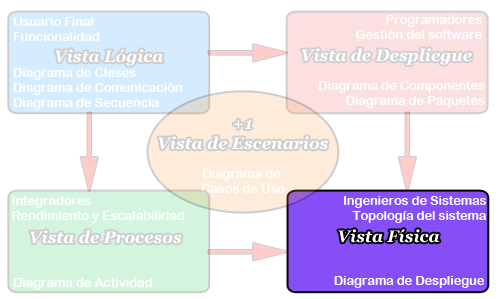 Usuario Final
Funcionalidad
Vista Lógica
Diagrama de Clases
Diagrama de Comunicación
Diagrama de Secuencia
Programadores
Gestión del software
Vista de Despliegue
Diagrama de Componentes
Diagrama de Paquetes
+1
Vista de Escenarios
Diagrama de
Casos de Uso
Integradores
Rendimiento y Escalabilidad
Vista de Procesos
Diagrama de Actividad
Ingenieros de Sistemas
Topología del sistema
Vista Física
Diagrama de Despliegue